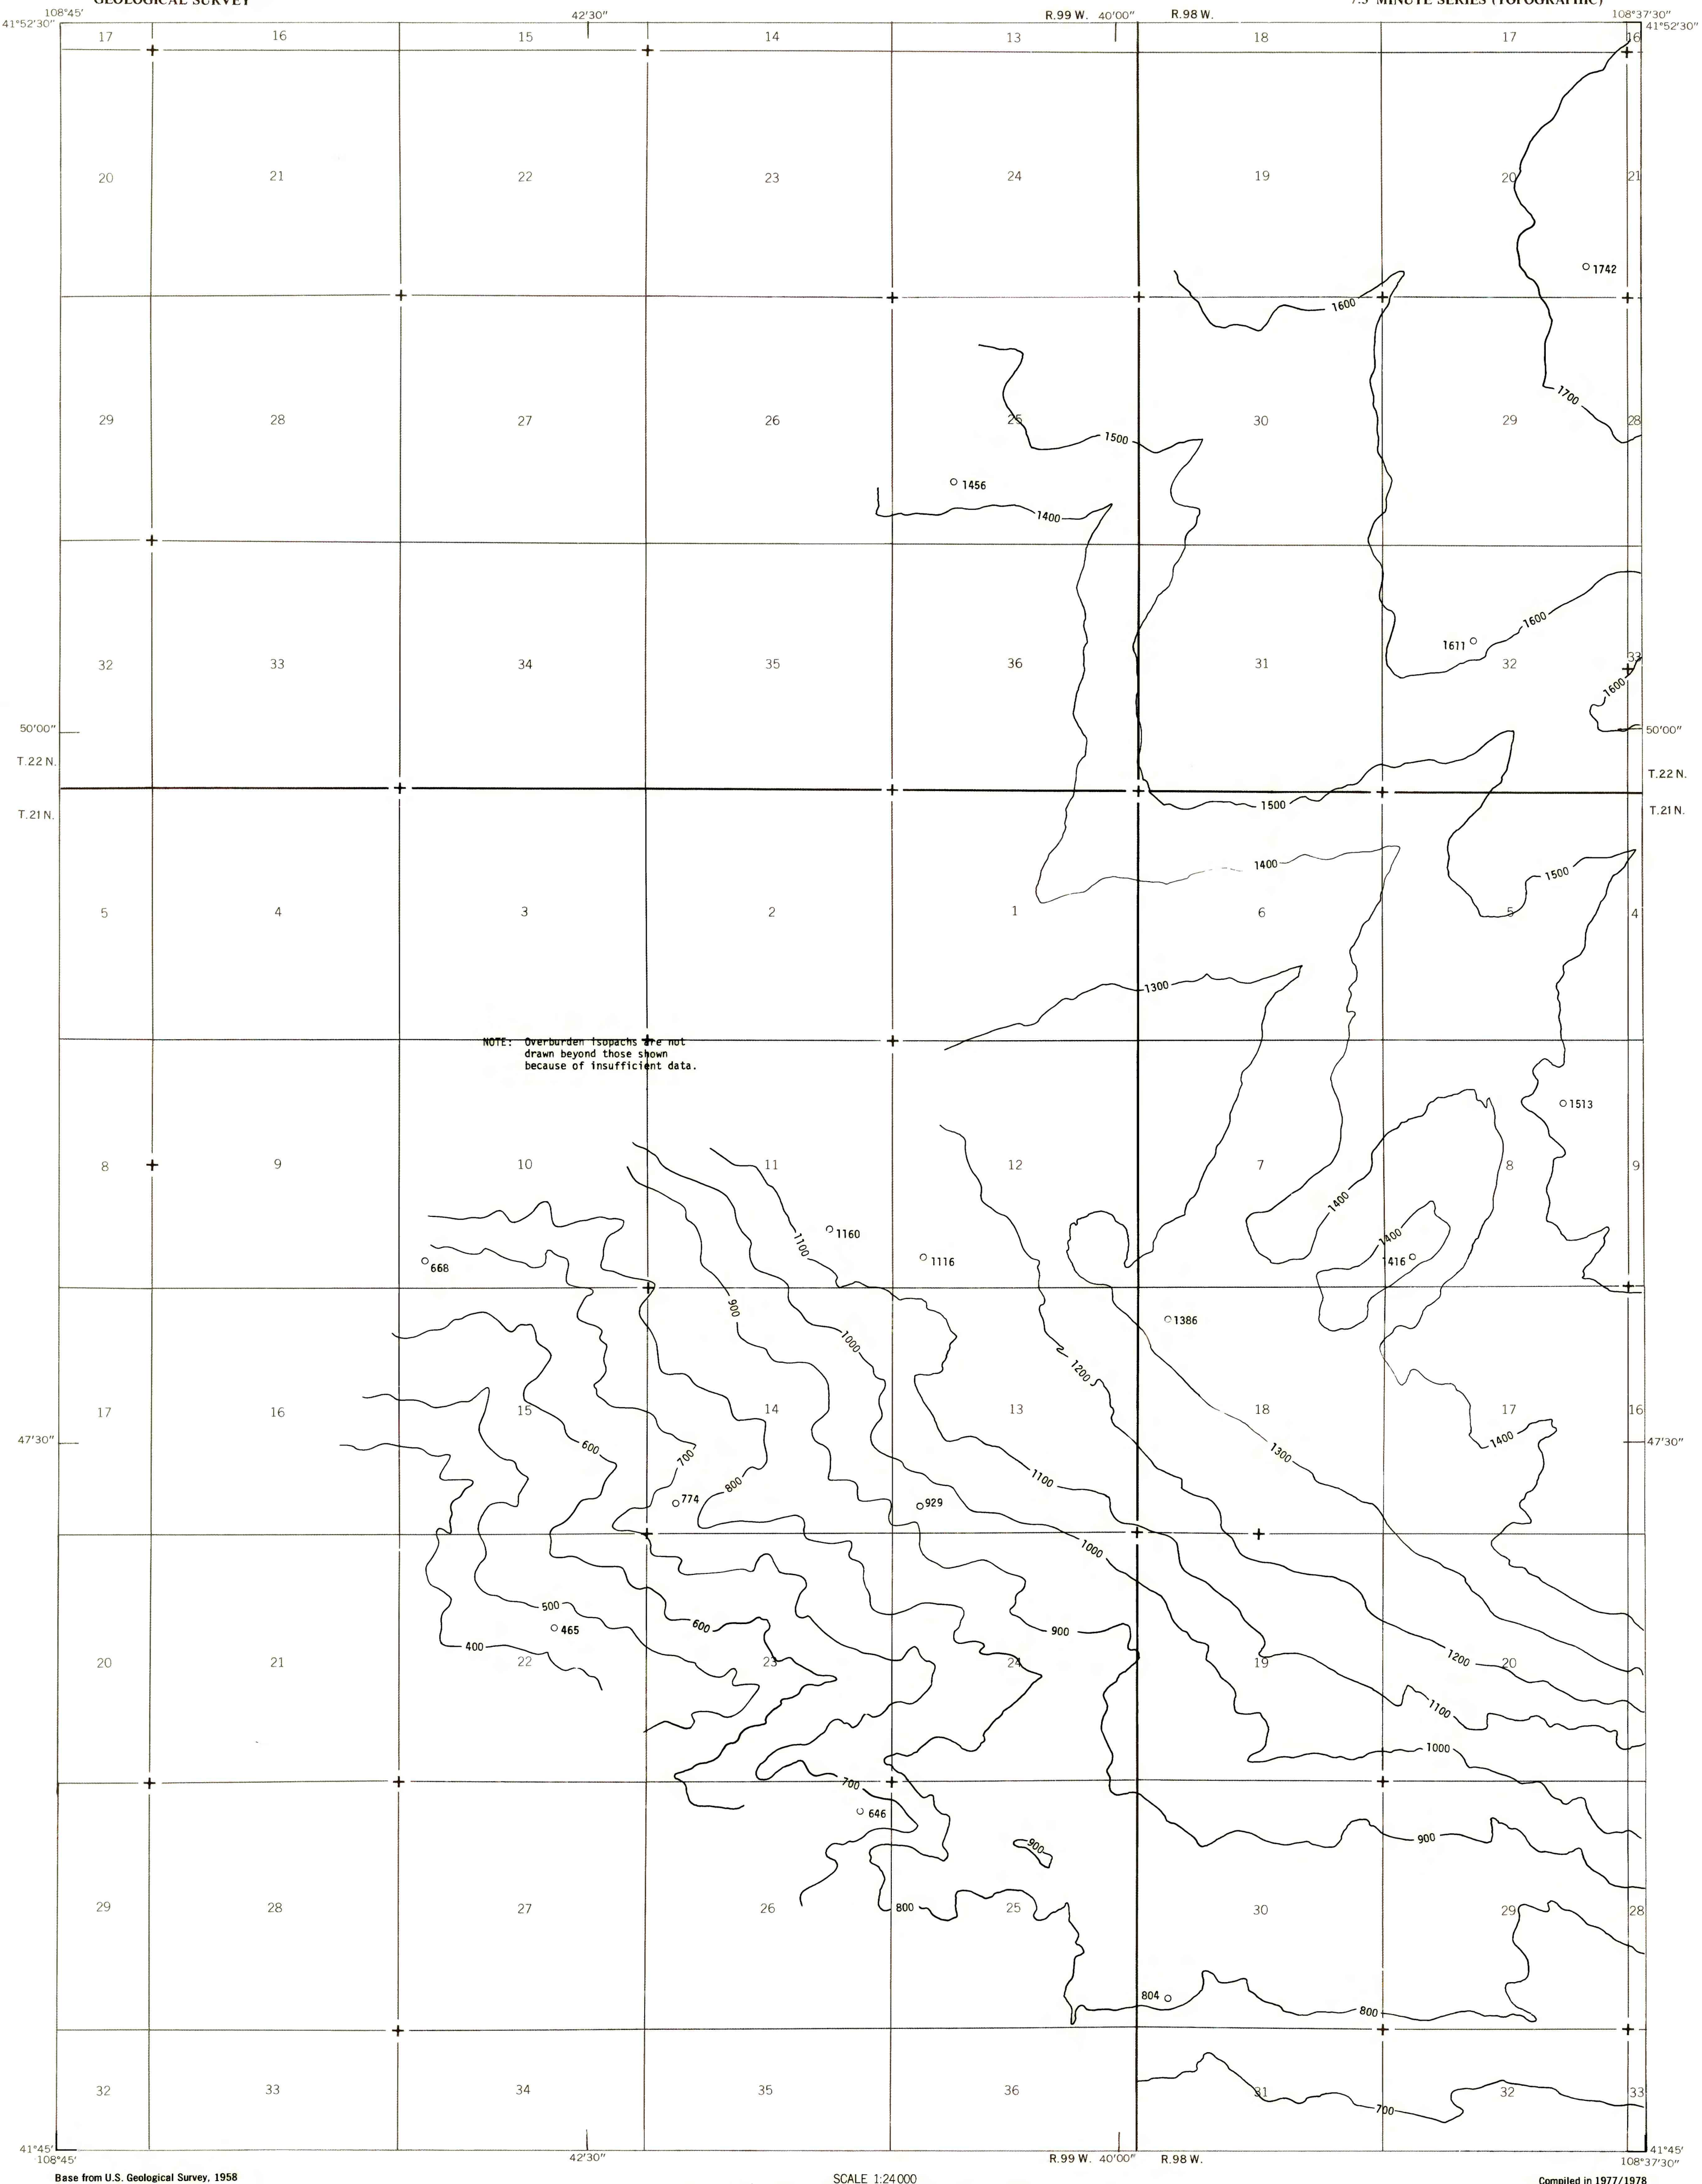 GEOLOGICAL SURVEY
7.5 MINUTE SERIES (TOPOGRAPHIC)
108°45' 42'30" R.99 W. 40'00" R.98 W. 108°37'30"
41°52'30" 41°52'30"
17 16 15 14 13 18 17 16
20 21 22 23 24 19 20 21
1742
1600
1700
29 28 27 26 25 30 29 28
1500
1456
1400
1600
1611
32 33 34 35 36 31 32 33
1600
50'00" 50'00"
T.22 N. T.22 N.
T.21 N. T.21 N.
1500
1400
1500
5 4 3 2 1 6 5 4
1300
NOTE: Overburden isopachs are not
drawn beyond those shown
because of insufficient data.
1513
8 9 10 11 12 7 8 9
1400
1160
1100
1400
668 1116 1416
900
1386
1000
1200
17 16 15 14 13 18 17 16
47'30" 47'30"
600 1300 1400
700
800 1100
774 929
1000
500
465 600 900
400
1200
20 21 22 23 24 19 20
1100
1000
700
646
900
900
29 28 27 26 25 30 29 28
800
804
800
32 33 34 35 36 31 32 33
700
41°45' 41°45'
108°45' 42'30" R.99 W. 40'00" R.98 W. 108°37'30"
Base from U.S. Geological Survey, 1958 SCALE 1:24000 Compiled in 1977/1978